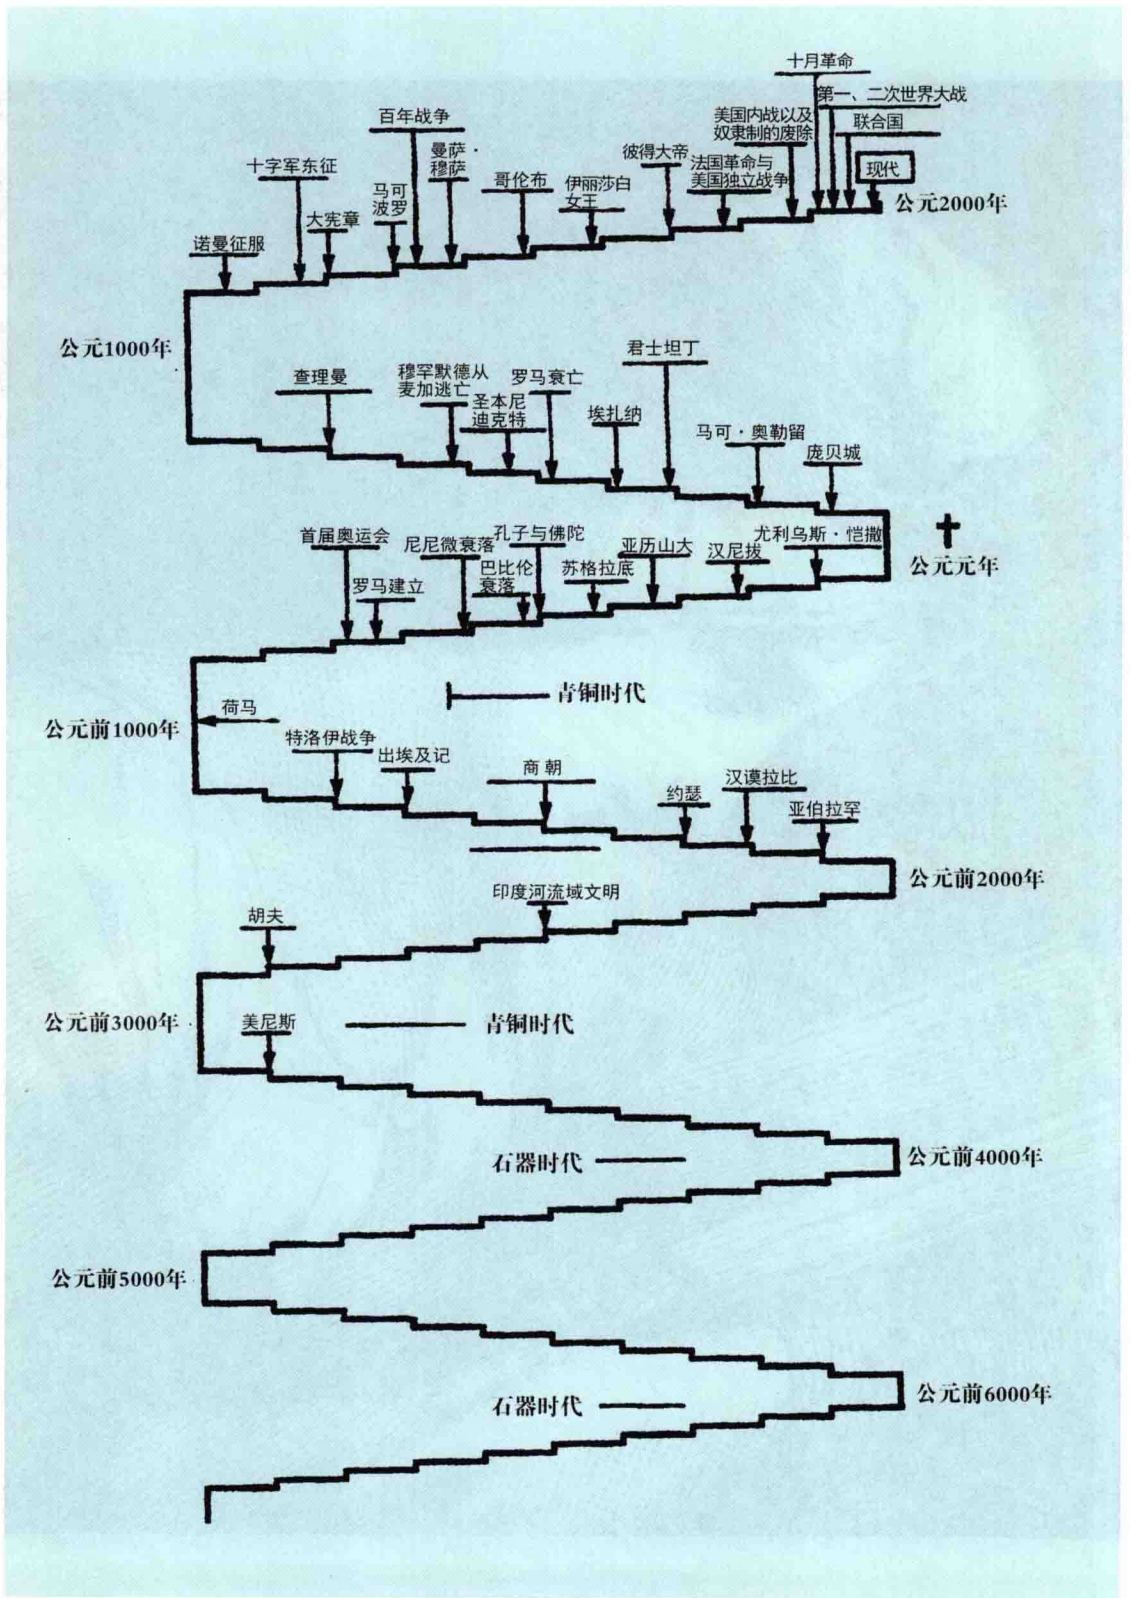 十月革命
第一、二次世界大战
联合国
现代
公元2000年
美国内战以及
奴隶制的废除
法国革命与
美国独立战争
彼得大帝
伊丽莎白
女王
哥伦布
曼萨·
穆萨
百年战争
马可
波罗
大宪章
十字军东征
诺曼征服
公元1000年
查理曼
穆罕默德从
麦加逃亡
圣本尼
迪克特
罗马衰亡
埃扎纳
君士坦丁
马可·奥勒留
庞贝城
公元元年
尤利乌斯·恺撒
汉尼拔
亚历山大
苏格拉底
孔子与佛陀
巴比伦
衰落
尼尼微衰落
罗马建立
首届奥运会
青铜时代
荷马
公元前1000年
特洛伊战争
出埃及记
商朝
约瑟
汉谟拉比
亚伯拉罕
公元前2000年
印度河流域文明
胡夫
公元前3000年
美尼斯
青铜时代
石器时代
公元前4000年
公元前5000年
石器时代
公元前6000年